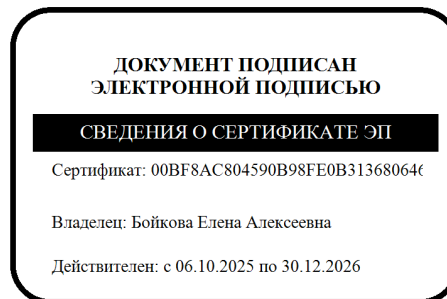 ДОКУМЕНТ ПОДПИСАН
ЭЛЕКТРОННОЙ ПОДПИСЬЮ
СВЕДЕНИЯ О СЕРТИФИКАТЕ ЭП
Сертификат: 00BF8AC804590B98FE0B313680646
Владелец: Бойкова Елена Алексеевна
Действителен: с 06.10.2025 по 30.12.2026